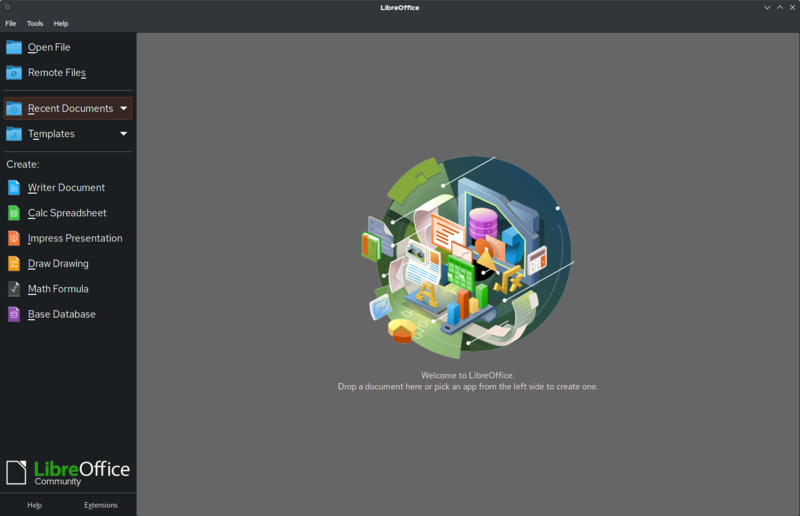 LibreOffice
File Tools Help
Open File
Remote Files
Recent Documents
Templates
Create:
Writer Document
Calc Spreadsheet
Impress Presentation
Draw Drawing
Math Formula
Base Database
LibreOffice
Community
Help Extensions
Welcome to LibreOffice.
Drop a document here or pick an app from the left side to create one.